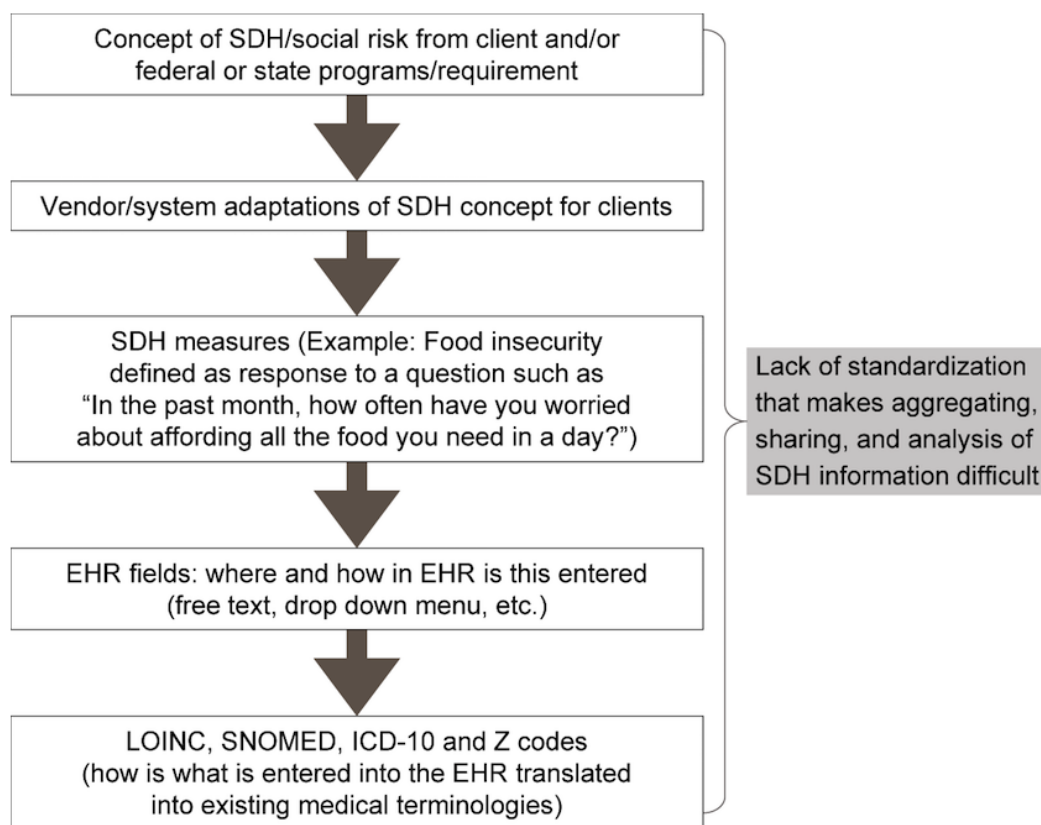 Concept of SDH/social risk from client and/or
federal or state programs/requirement
Vendor/system adaptations of SDH concept for clients
SDH measures (Example: Food insecurity
defined as response to a question such as
“In the past month, how often have you worried
about affording all the food you need in a day?”)
EHR fields: where and how in EHR is this entered
(free text, drop down menu, etc.)
LOINC, SNOMED, ICD-10 and Z codes
(how is what is entered into the EHR translated
into existing medical terminologies)
Lack of standardization
that makes aggregating,
sharing, and analysis of
SDH information difficult